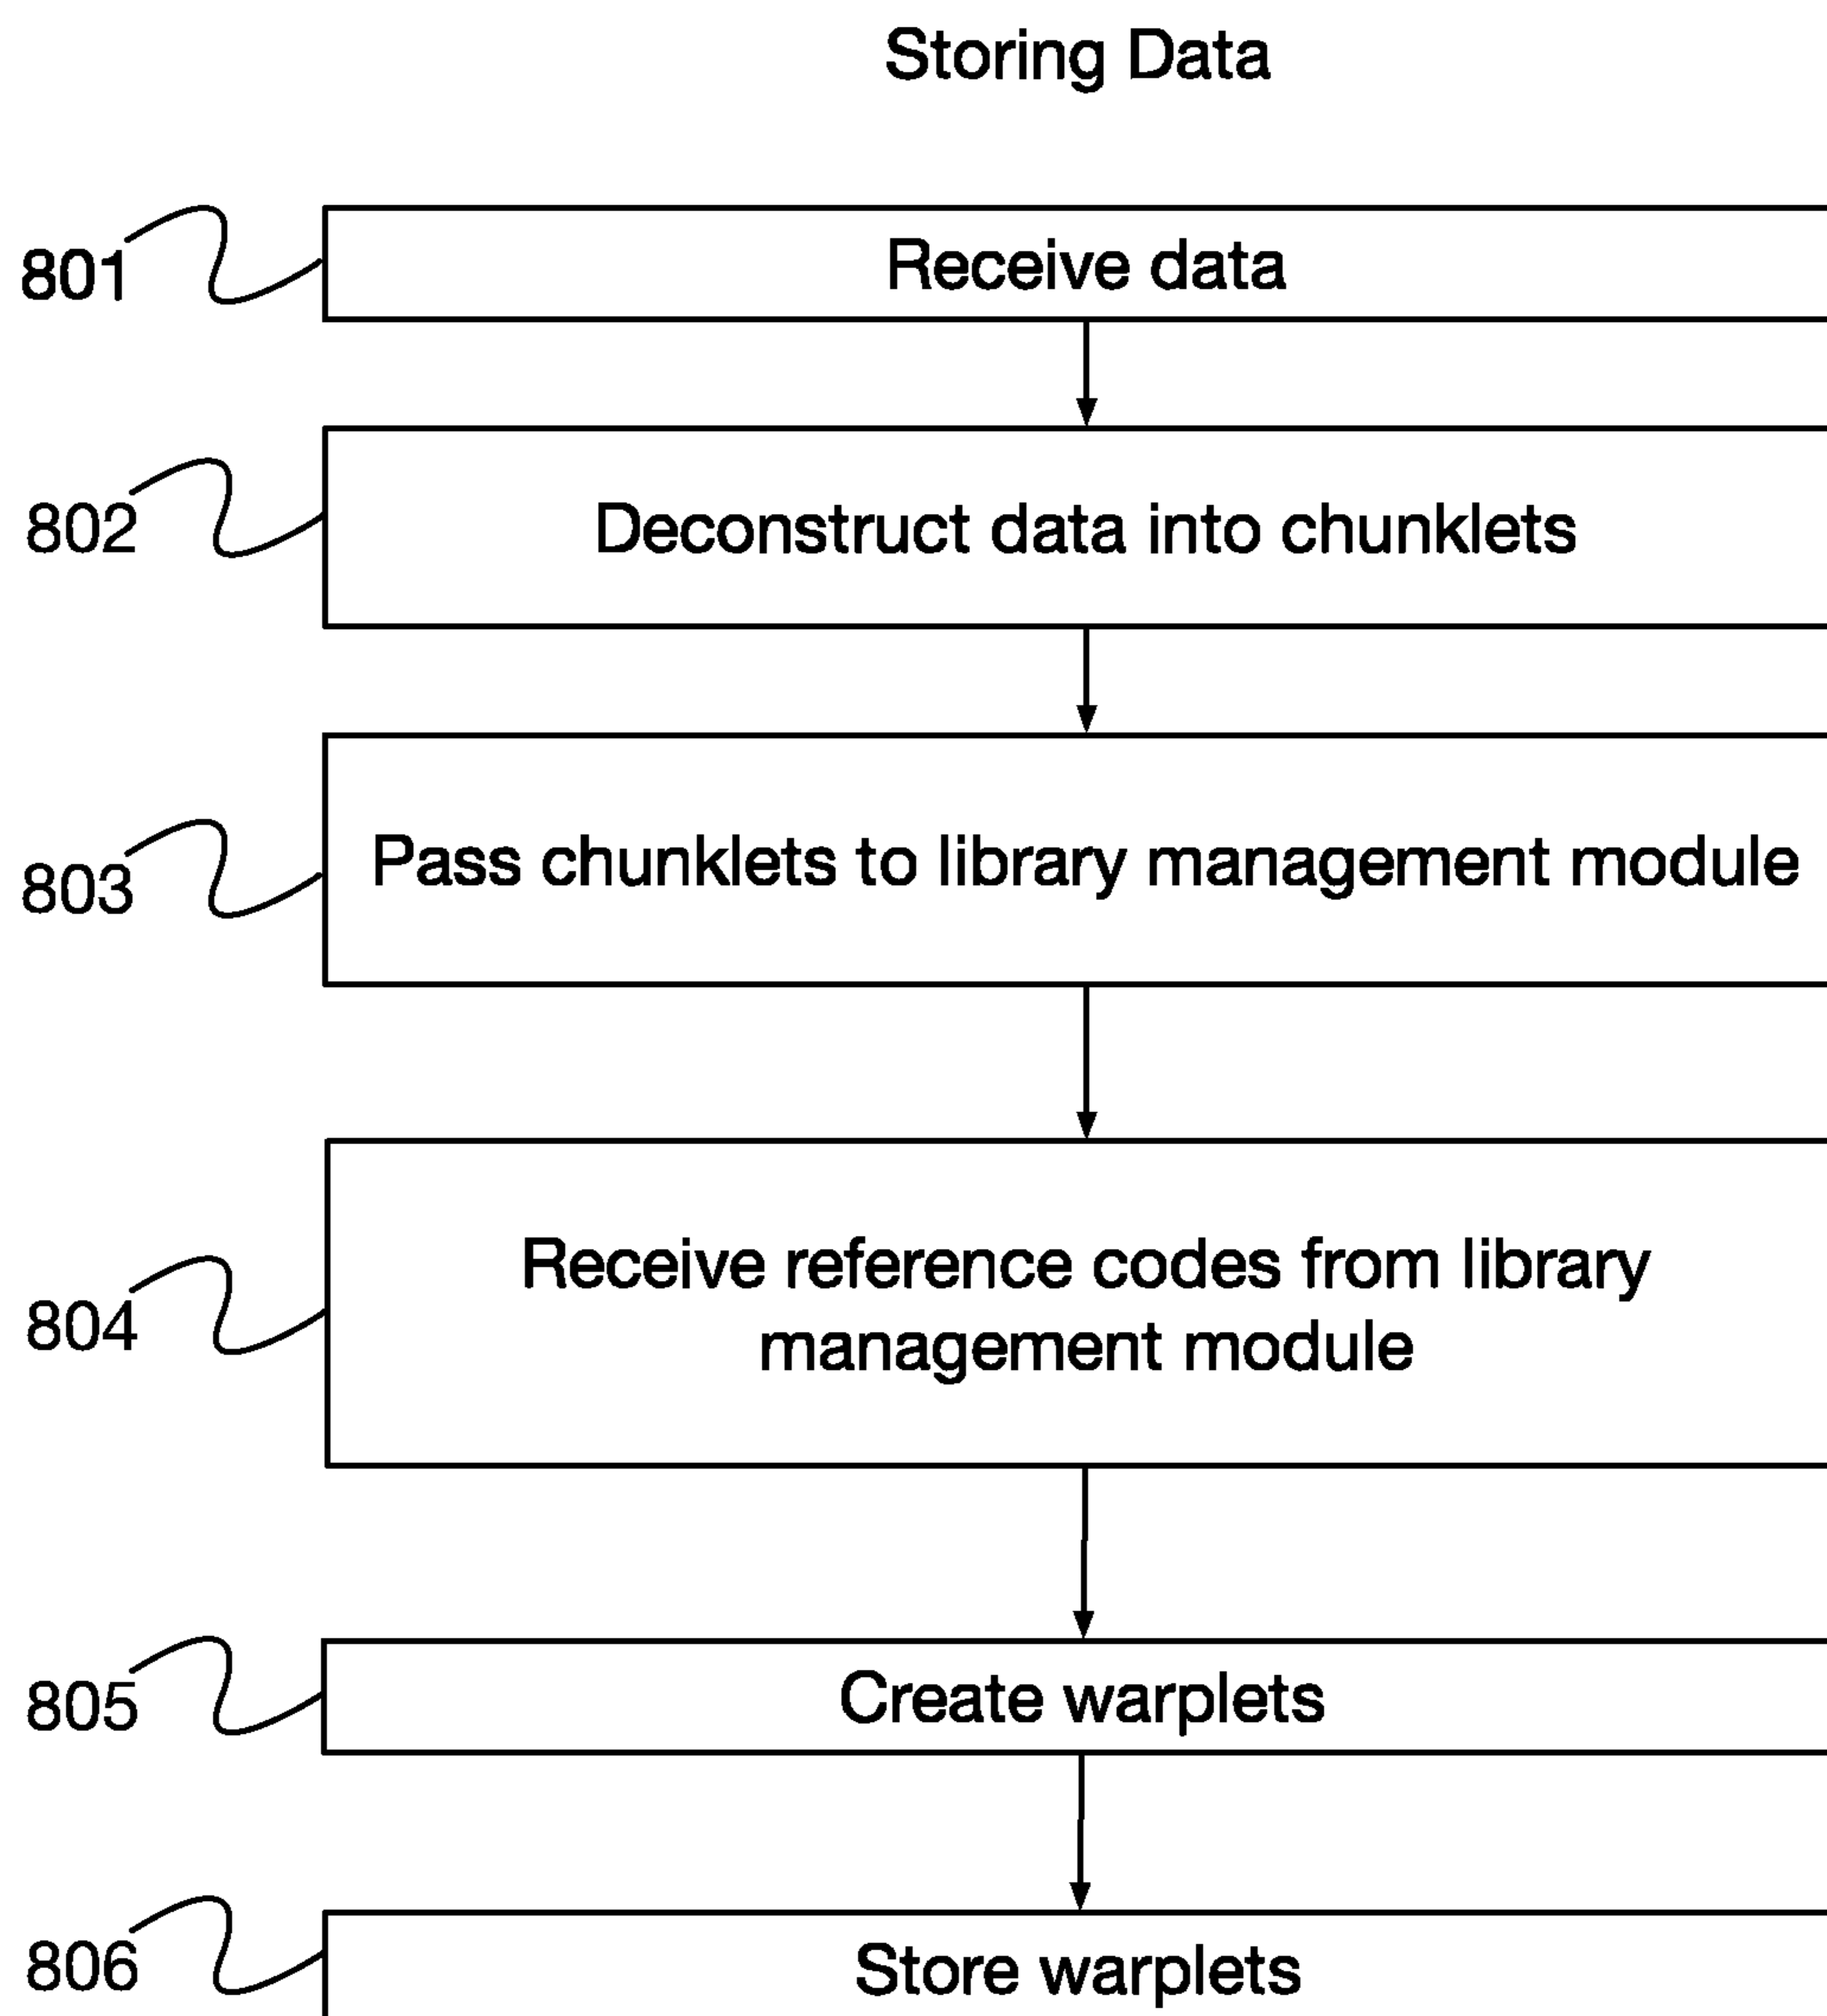 Storing Data
801
Receive data
802
Deconstruct data into chunklets
803
Pass chunklets to library management module
804
Receive reference codes from library
management module
805
Create warplets
806
Store warplets